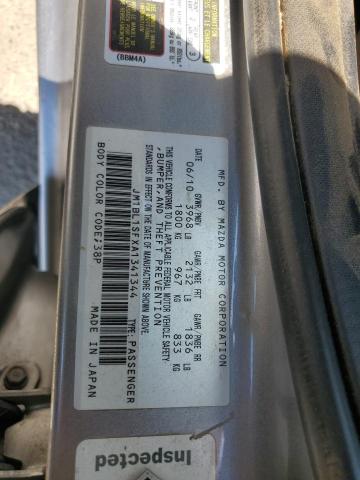 MFD. BY MAZDA MOTOR CORPORATION
DATE GVWR/PNBV GAWR/PNBE FRT GAWR/PNBE RR
06/10 3968 LB 2132 LB 1836 LB
1800 KG 967 KG 833 KG
THIS VEHICLE CONFORMS TO ALL APPLICABLE FEDERAL MOTOR VEHICLE SAFETY
,BUMPER,AND THEFT PREVENTION
STANDARDS IN EFFECT ON THE DATE OF MANUFACTURE SHOWN ABOVE.
JM1BL1SFXA1341344 TYPE:PASSENGER
BODY COLOR CODE:38P MADE IN JAPAN
(BBM4A)
Inspected